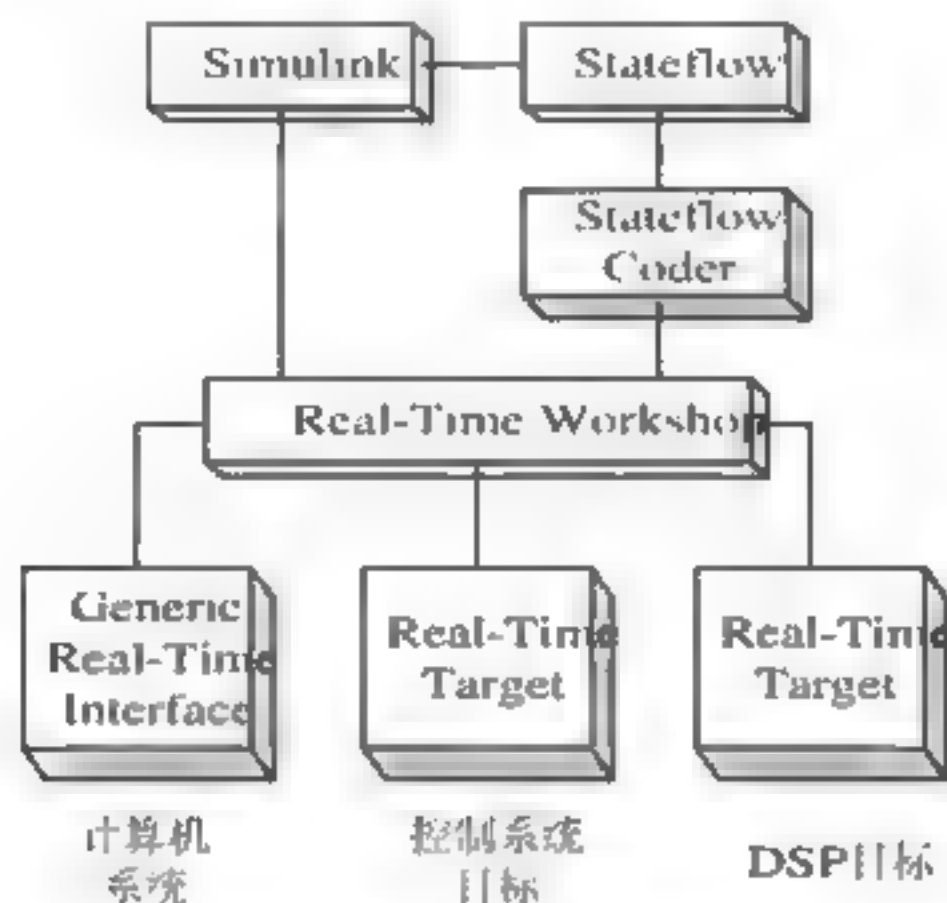 Simulink
Stateflow
Stateflow
Coder
Real-Time Workshop
Generic
Real-Time
Interface
Real-Time
Target
Real-Time
Target
计算机
系统
控制系统
目标
DSP目标